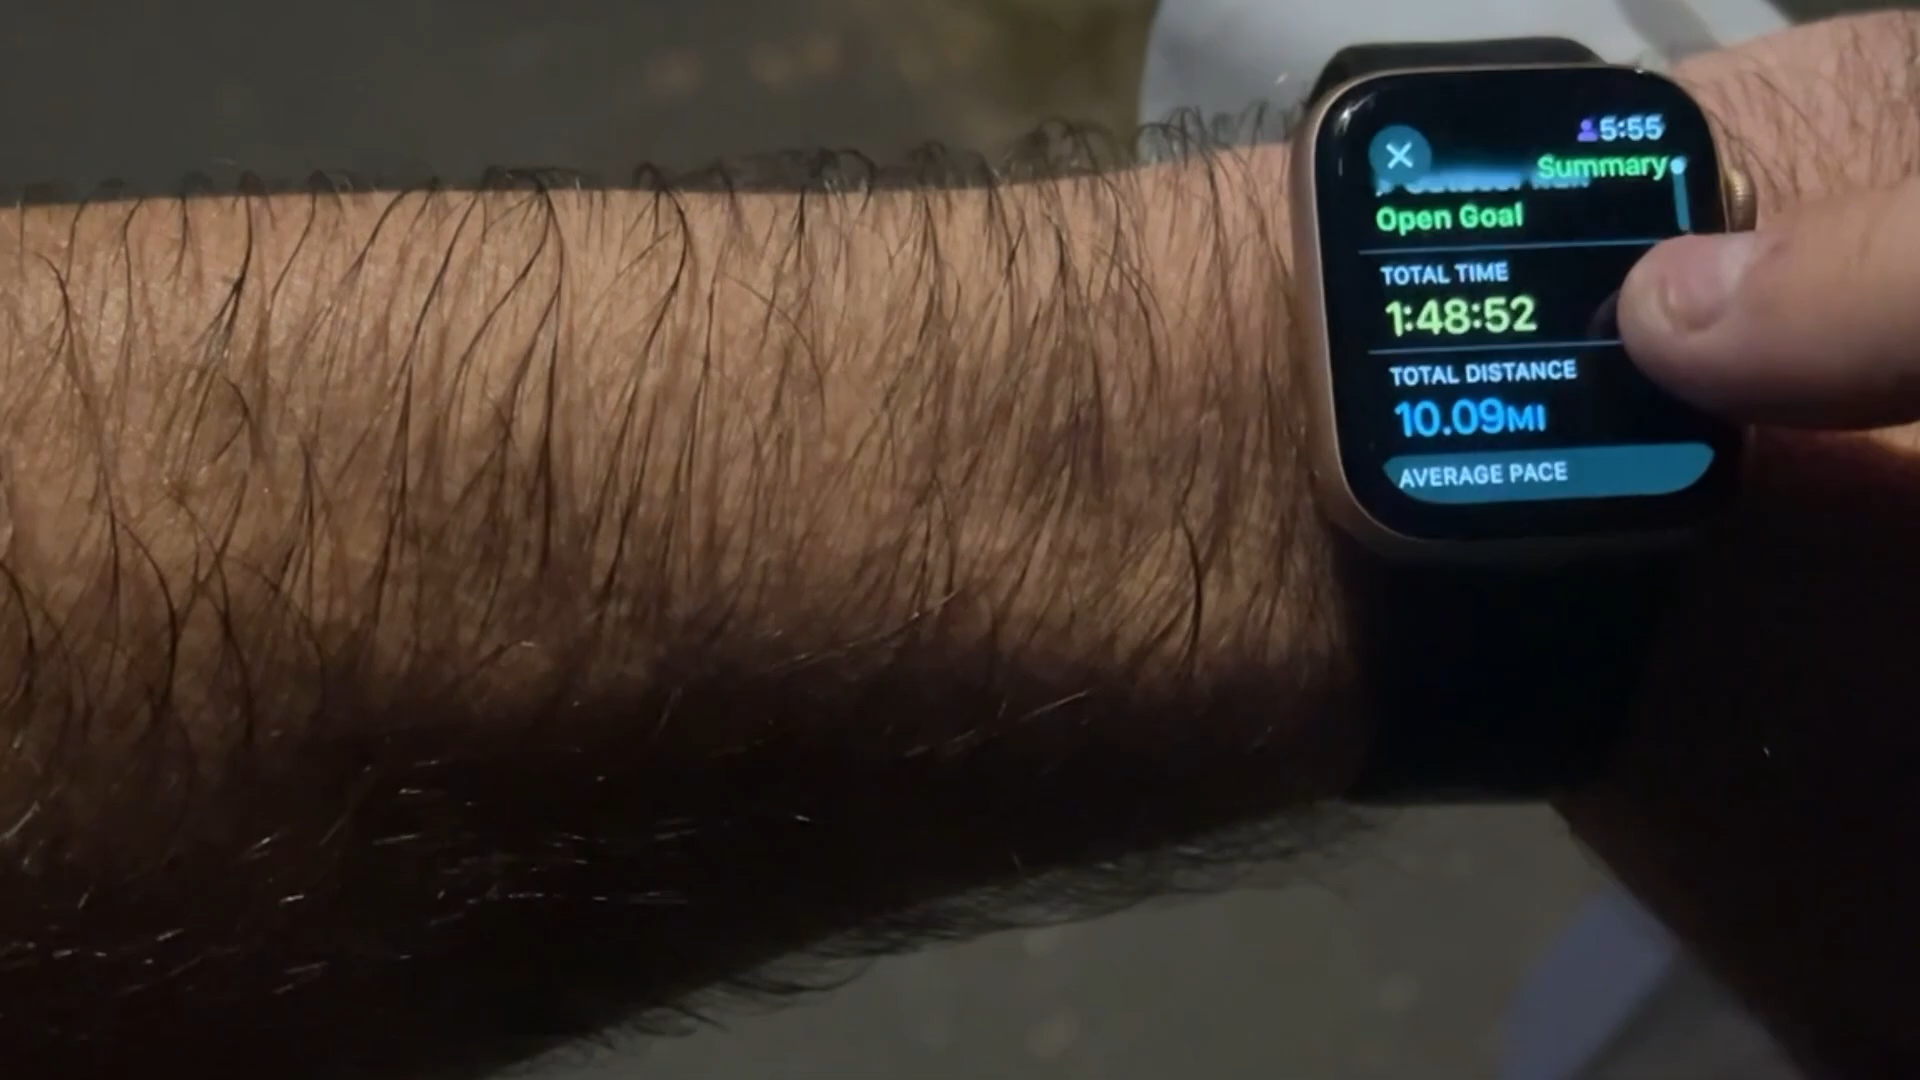 5:55
Summary
Open Goal
TOTAL TIME
1:48:52
TOTAL DISTANCE
10.09MI
AVERAGE PACE